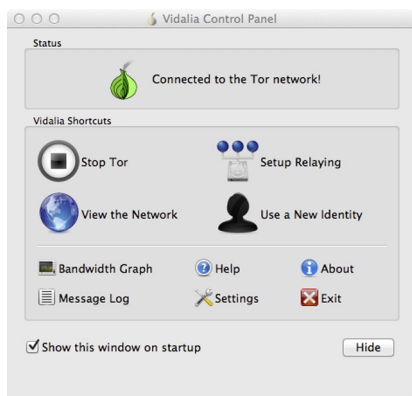 Vidalia Control Panel
Status
Connected to the Tor network!
Vidalia Shortcuts
Stop Tor
Setup Relaying
View the Network
Use a New Identity
Bandwidth Graph
Help
About
Message Log
Settings
Exit
Show this window on startup
Hide